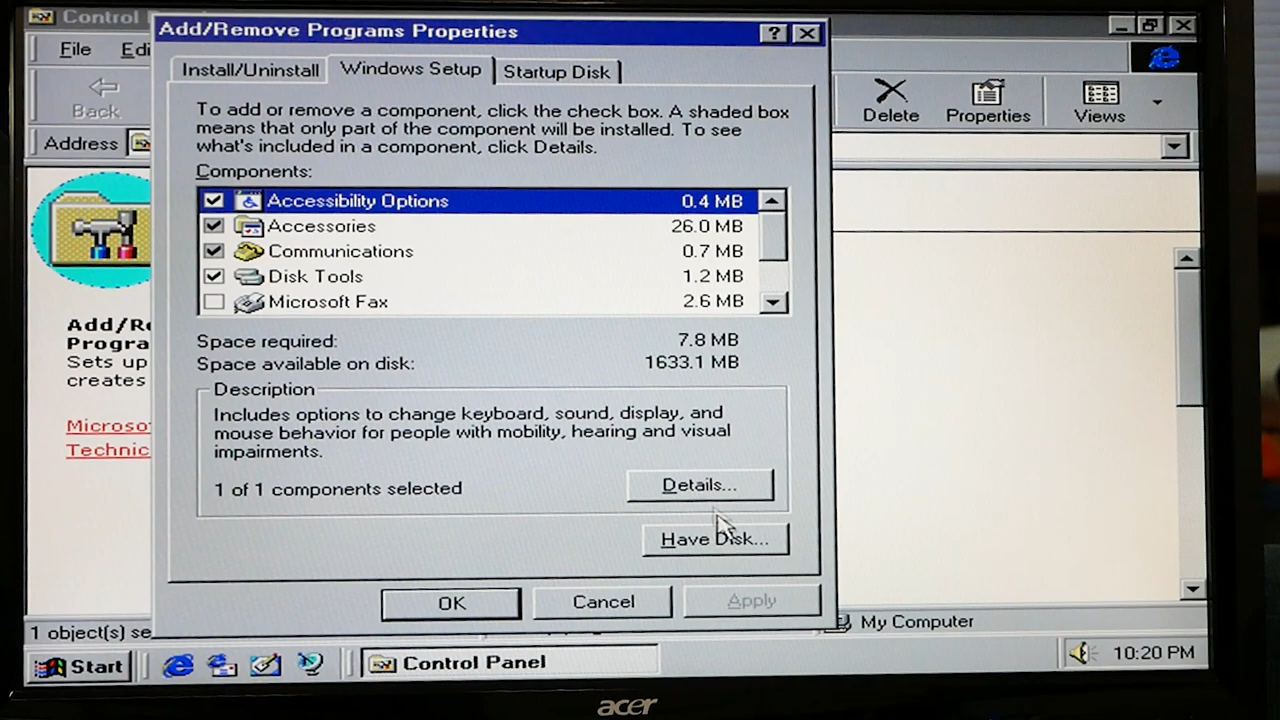 Control
Add/Remove Programs Properties
File
Edi
Back
Address
Delete
Properties
Views
Install/Uninstall
Windows Setup
Startup Disk
To add or remove a component, click the check box. A shaded box
means that only part of the component will be installed. To see
what's included in a component, click Details.
Components:
Accessibility Options 0.4 MB
Accessories 26.0 MB
Communications 0.7 MB
Disk Tools 1.2 MB
Microsoft Fax 2.6 MB
Space required: 7.8 MB
Space available on disk: 1633.1 MB
Description
Includes options to change keyboard, sound, display, and
mouse behavior for people with mobility, hearing and visual
impairments.
1 of 1 components selected
Details...
Have Disk...
OK
Cancel
Apply
Add/Re
Progra
Sets up
creates
Microso
Technic
1 object(s) se
My Computer
Start
Control Panel
10:20 PM
acer